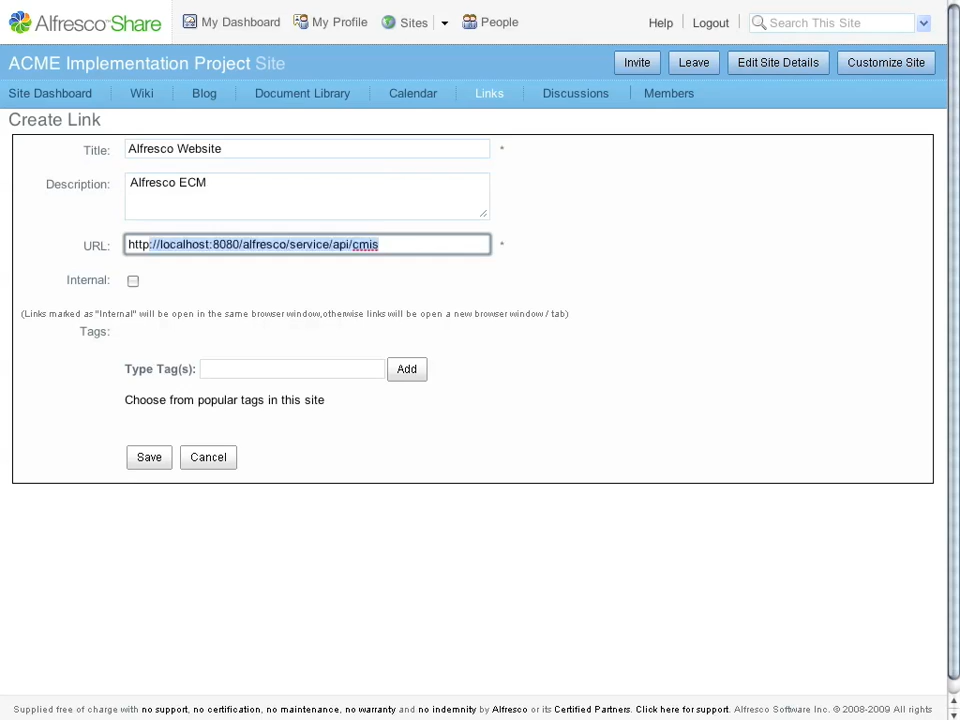 Alfresco Share My Dashboard My Profile Sites People Help Logout Search This Site
ACME Implementation Project Site Invite Leave Edit Site Details Customize Site
Site Dashboard Wiki Blog Document Library Calendar Links Discussions Members
Create Link
Title: Alfresco Website *
Description: Alfresco ECM
URL: http://localhost:8080/alfresco/service/api/cmis *
Internal:
(Links marked as "Internal" will be open in the same browser window,otherwise links will be open a new browser window / tab)
Tags:
Type Tag(s): Add
Choose from popular tags in this site
Save Cancel
Supplied free of charge with no support, no certification, no maintenance, no warranty and no indemnity by Alfresco or its Certified Partners. Click here for support. Alfresco Software Inc. © 2008-2009 All rights